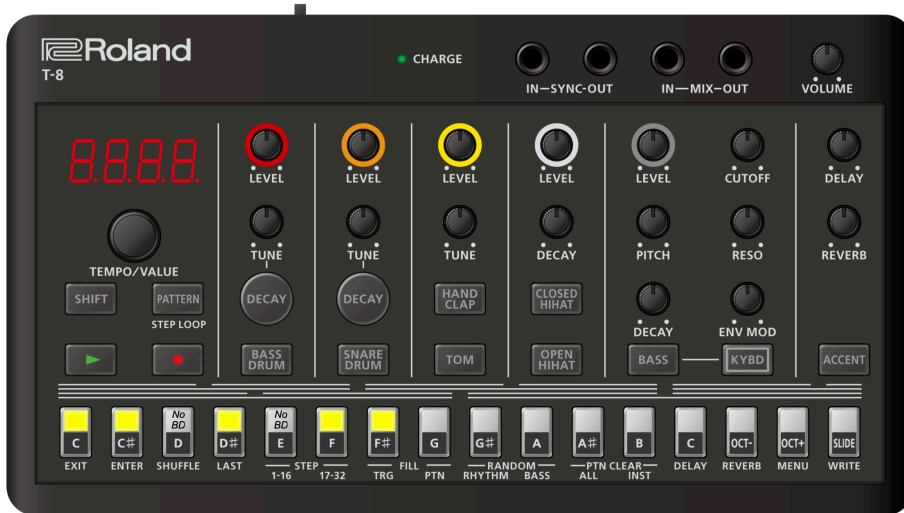 Roland
T-8
CHARGE
IN-SYNC-OUT
IN-MIX-OUT
VOLUME
8.8.8.8.
LEVEL
LEVEL
LEVEL
LEVEL
LEVEL
CUTOFF
DELAY
TUNE
TUNE
TUNE
DECAY
PITCH
RESO
REVERB
TEMPO/VALUE
SHIFT
PATTERN
DECAY
DECAY
HAND
CLAP
CLOSED
HIHAT
STEP LOOP
DECAY
ENV MOD
BASS
DRUM
SNARE
DRUM
TOM
OPEN
HIHAT
BASS
KYBD
ACCENT
No
BD
No
BD
C
C#
D
D#
E
F
F#
G
G#
A
A#
B
C
OCT-
OCT+
SLIDE
EXIT
ENTER
SHUFFLE
LAST
STEP
1-16
17-32
FILL
TRG
PTN
RANDOM
RHYTHM
BASS
PTN CLEAR
ALL
INST
DELAY
REVERB
MENU
WRITE